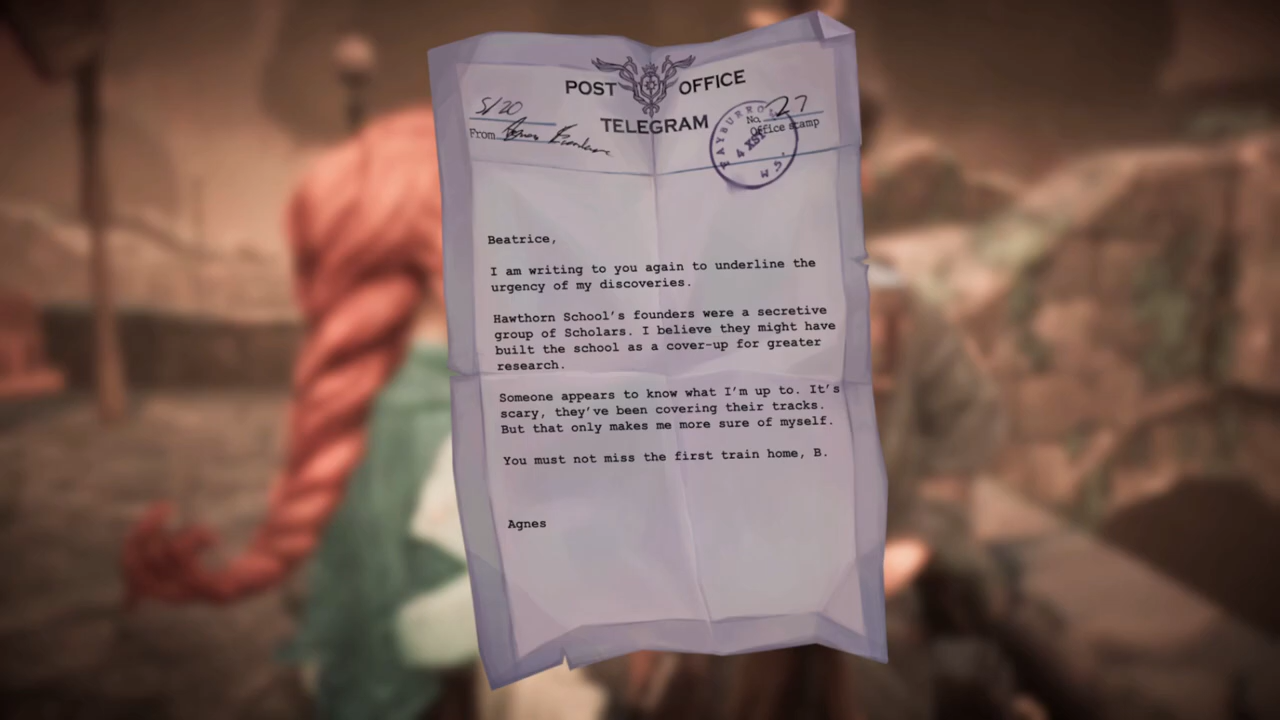 POST OFFICE
TELEGRAM
5/20
No. 27
Office stamp
From Agnes
Beatrice,
I am writing to you again to underline the
urgency of my discoveries.
Hawthorn School's founders were a secretive
group of Scholars. I believe they might have
built the school as a cover-up for greater
research.
Someone appears to know what I'm up to. It's
scary, they've been covering their tracks.
But that only makes me more sure of myself.
You must not miss the first train home, B.
Agnes